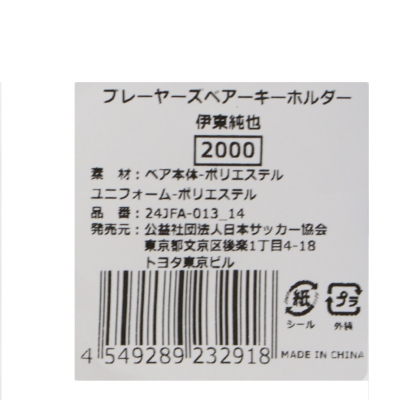 プレーヤーズベアーキーホルダー
伊東純也
2000
素 材:ベア本体-ポリエステル
ユニフォーム-ポリエステル
品 番:24JFA-013_14
発売元:公益社団法人日本サッカー協会
東京都文京区後楽1丁目4-18
トヨタ東京ビル
紙 プラ
シール 外装
4 549289 232918 MADE IN CHINA